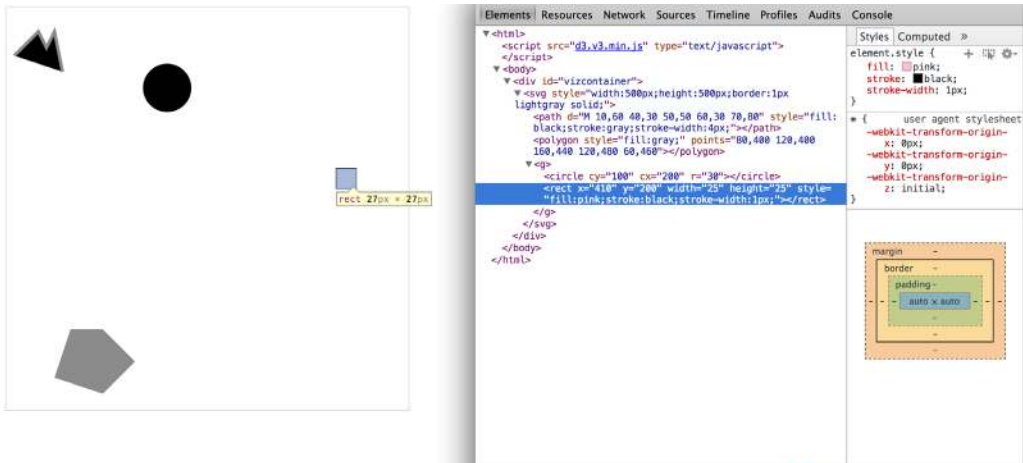 rect 27px × 27px
Elements Resources Network Sources Timeline Profiles Audits Console
▼<html>
<script src="d3.v3.min.js" type="text/javascript">
</script>
▼<body>
▼<div id="vizcontainer">
▼<svg style="width:500px;height:500px;border:1px
lightgray solid;">
<path d="M 10,60 40,30 50,50 60,30 70,80" style="fill:
black;stroke:gray;stroke-width:4px;"></path>
<polygon style="fill:gray;" points="80,400 120,400
160,440 120,480 60,460"></polygon>
▼<g>
<circle cy="100" cx="200" r="30"></circle>
<rect x="410" y="200" width="25" height="25" style=
"fill:pink;stroke:black;stroke-width:1px;"></rect>
</g>
</svg>
</div>
</body>
</html>
Styles Computed »
element.style {
fill: pink;
stroke: black;
stroke-width: 1px;
}
* { user agent stylesheet
-webkit-transform-origin-
x: 0px;
-webkit-transform-origin-
y: 0px;
-webkit-transform-origin-
z: initial;
}
margin -
border -
padding -
- - - auto × auto - - -
-
-
-